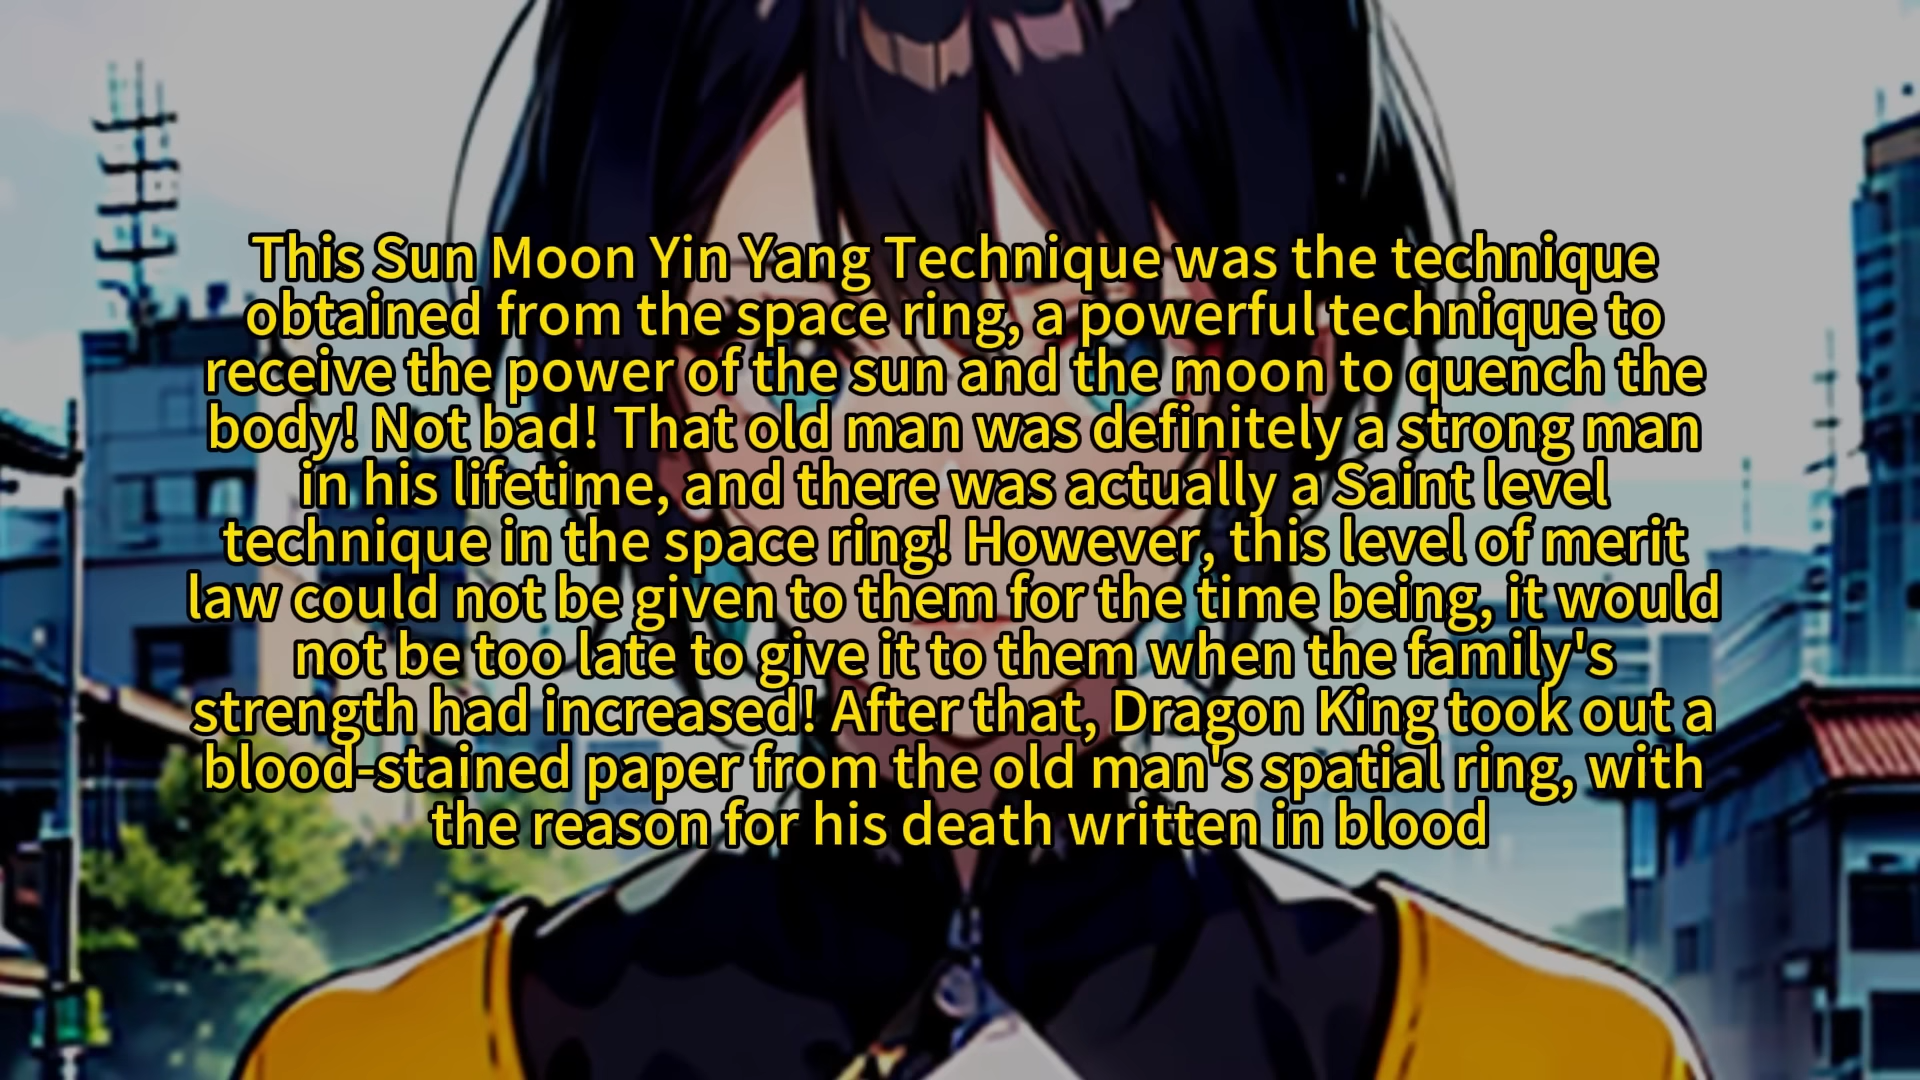 This Sun Moon Yin Yang Technique was the technique
obtained from the space ring, a powerful technique to
receive the power of the sun and the moon to quench the
body! Not bad! That old man was definitely a strong man
in his lifetime, and there was actually a Saint level
technique in the space ring! However, this level of merit
law could not be given to them for the time being, it would
not be too late to give it to them when the family's
strength had increased! After that, Dragon King took out a
blood-stained paper from the old man's spatial ring, with
the reason for his death written in blood